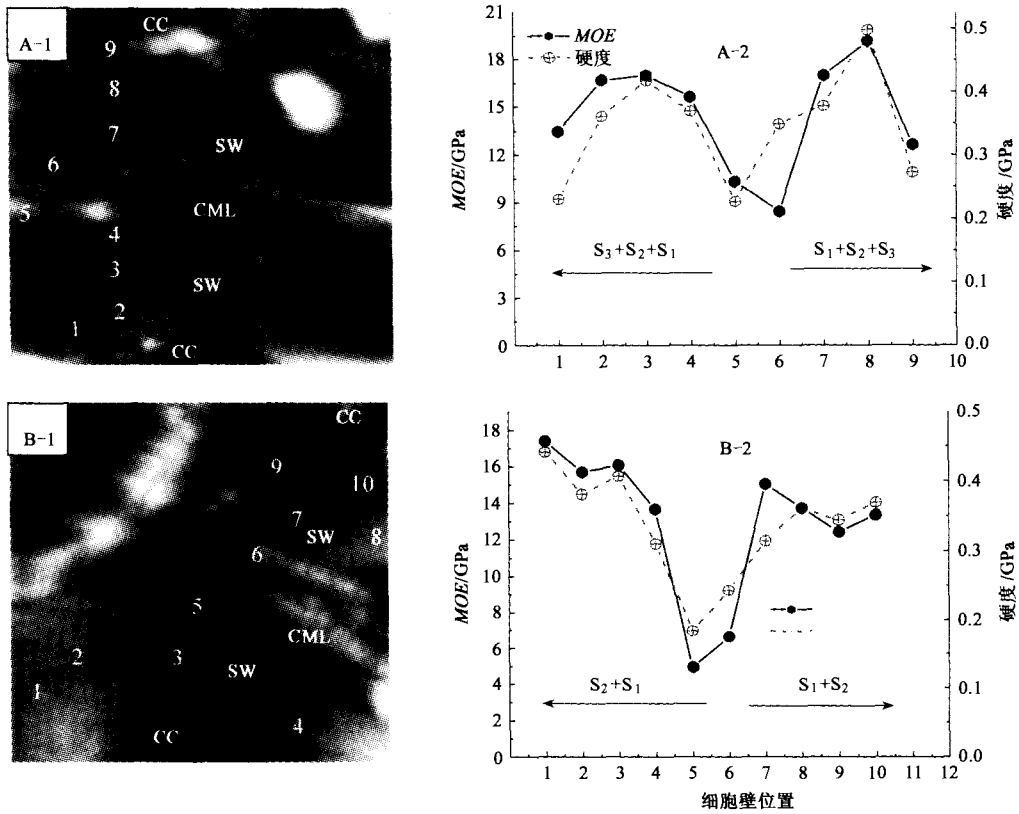 A-1
CC
9
8
7
SW
6
5
CML
4
3
SW
2
1
CC
MOE/GPa
21
18
15
12
9
6
3
0
MOE
硬度
A-2
S₃+S₂+S₁
S₁+S₂+S₃
1 2 3 4 5 6 7 8 9 10
0.5
0.4
0.3
0.2
0.1
0.0
硬度/GPa
B-1
CC
9
10
7
SW
8
6
5
CML
2
3
SW
1
4
CC
MOE/GPa
18
16
14
12
10
8
6
4
2
0
B-2
S₂+S₁
S₁+S₂
1 2 3 4 5 6 7 8 9 10 11 12
细胞壁位置
0.5
0.4
0.3
0.2
0.1
0.0
硬度/GPa